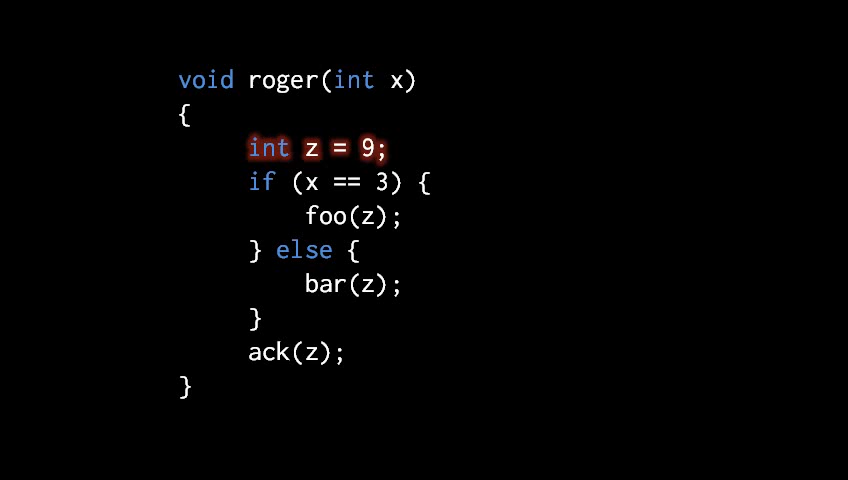 void roger(int x)
{
     int z = 9;
     if (x == 3) {
         foo(z);
     } else {
         bar(z);
     }
     ack(z);
}